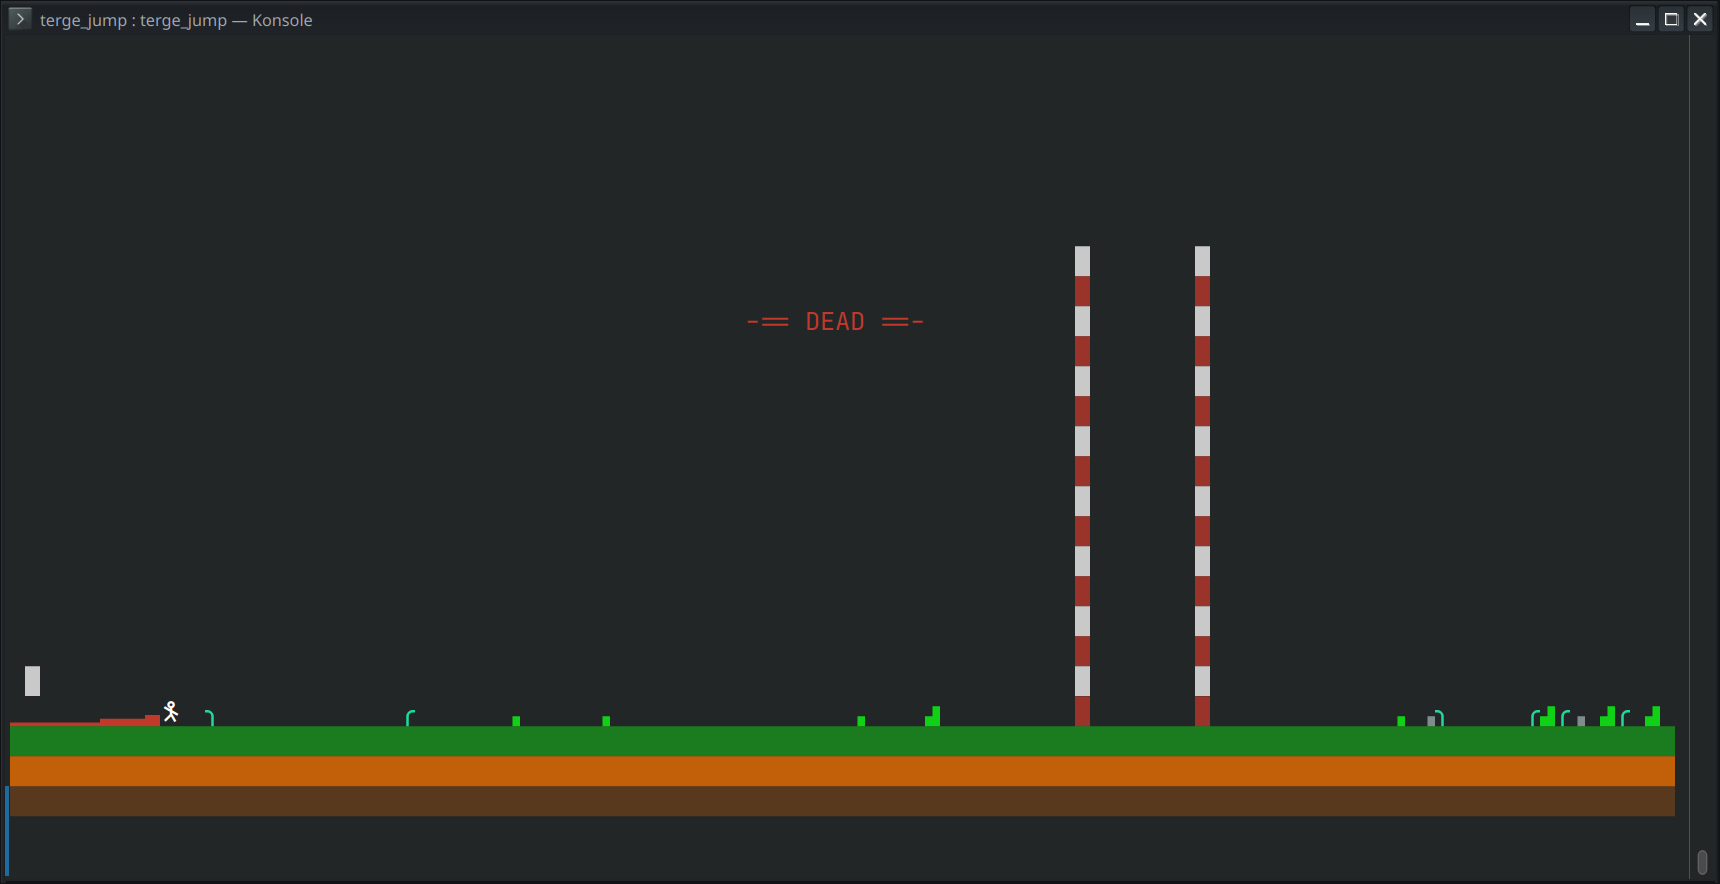 terge_jump : terge_jump — Konsole
-== DEAD ==-